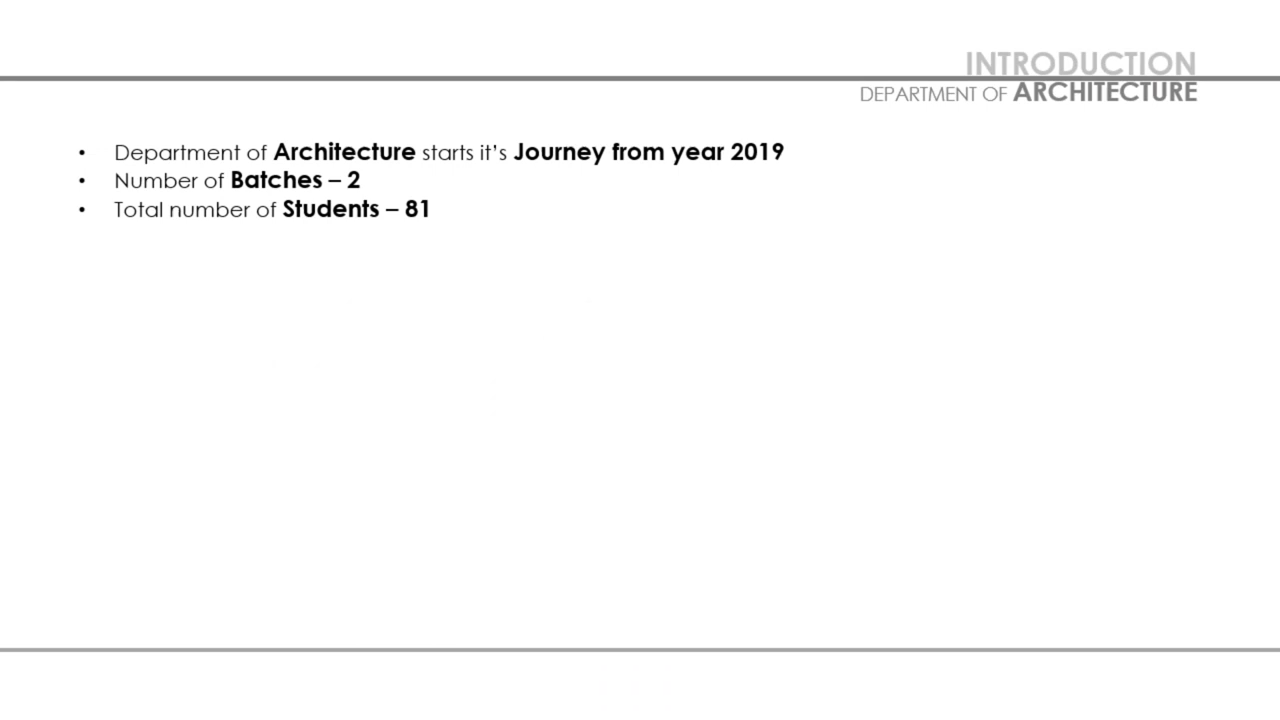 INTRODUCTION
DEPARTMENT OF ARCHITECTURE
• Department of Architecture starts it’s Journey from year 2019
• Number of Batches – 2
• Total number of Students – 81